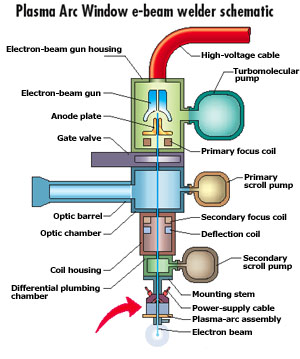 Plasma Arc Window e-beam welder schematic
Electron-beam gun housing
High-voltage cable
Turbomolecular
pump
Electron-beam gun
Anode plate
Gate valve
Primary focus coil
Primary
scroll pump
Optic barrel
Optic chamber
Secondary focus coil
Deflection coil
Coil housing
Secondary
scroll pump
Differential plumbing
chamber
Mounting stem
Power-supply cable
Plasma-arc assembly
Electron beam